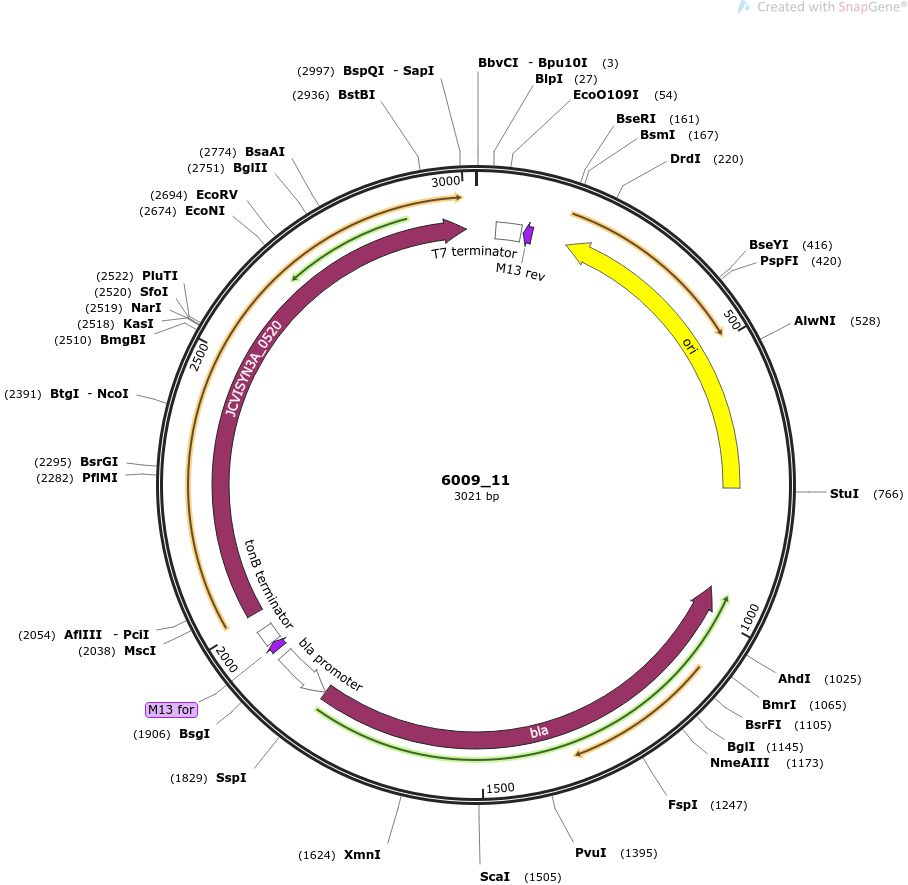 Created with SnapGene®
(2997) BspQI - SapI
(2936) BstBI
BbvCI - Bpu10I (3)
BlpI (27)
EcoO109I (54)
BseRI (161)
BsmI (167)
DrdI (220)
(2774) BsaAI
(2751) BglII
(2694) EcoRV
(2674) EcoNI
3000
T7 terminator
M13 rev
BseYI (416)
PspFI (420)
AlwNI (528)
500
ori
(2522) PluTI
(2520) SfoI
(2519) NarI
(2518) KasI
(2510) BmgBI
2500
JCVISYN3A_0520
(2391) BtgI - NcoI
(2295) BsrGI
(2282) PflMI
6009_11
3021 bp
StuI (766)
tonB terminator
bla promoter
(2054) AflIII - PciI
(2038) MscI
2000
M13 for
(1906) BsgI
(1829) SspI
1000
AhdI (1025)
BmrI (1065)
BsrFI (1105)
BglI (1145)
NmeAIII (1173)
bla
1500
FspI (1247)
(1624) XmnI
PvuI (1395)
ScaI (1505)